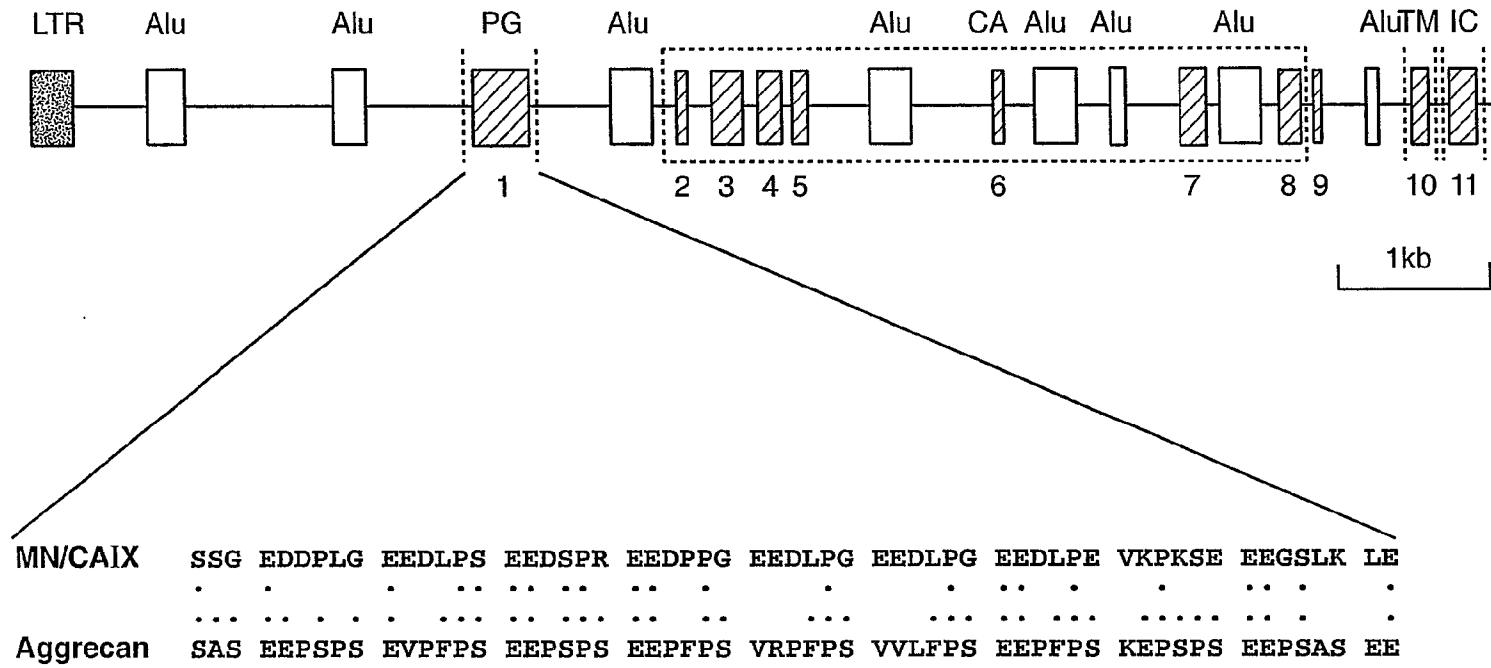 LTR Alu Alu PG Alu Alu CA Alu Alu Alu Alu TM IC
1 2 3 4 5 6 7 8 9 10 11
1kb
MN/CAIX SSG EDDPLG EEDLPS EEDSPR EEDPPG EEDLPG EEDLPG EEDLPE VKPKSE EEGSLK LE
Aggrecan SAS EEPSPS EVPFPS EEPSPS EEPFPS VRPFPS VVLFPS EEPFPS KEPSPS EEPSAS EE